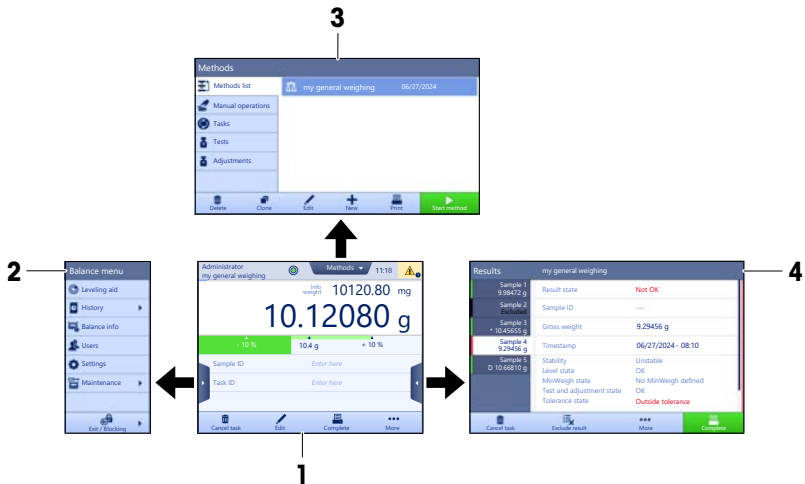 3
Methods
Methods list
my general weighing 06/27/2024
Manual operations
Tasks
Tests
Adjustments
Delete Clone Edit New Print Start method
2
Balance menu
Leveling aid
History
Balance info
Users
Settings
Maintenance
Exit / Blocking
Administrator
my general weighing
Methods 11:18
Info
weight 10120.80 mg
10.12080 g
- 10 % 10.4 g + 10 %
Sample ID Enter here
Task ID Enter here
Cancel task Edit Complete More
1
Results my general weighing
4
Sample 1
9.98472 g
Sample 2
Excluded
Sample 3
* 10.45655 g
Sample 4
9.29456 g
Sample 5
D 10.66810 g
Result state Not OK
Sample ID ---
Gross weight 9.29456 g
Timestamp 06/27/2024 - 08:10
Stability Unstable
Level state OK
MinWeigh state No MinWeigh defined
Test and adjustment state OK
Tolerance state Outside tolerance
Cancel task Exclude result More Complete